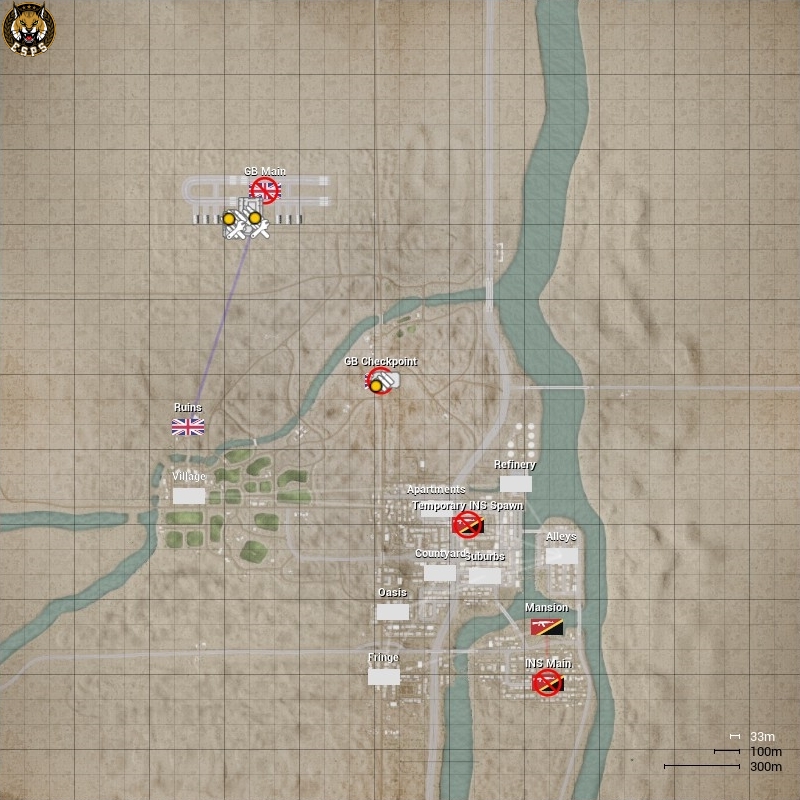 E.S.P.S
GB Main
GB Checkpoint
Ruins
Refinery
Village
Apartments
Temporary INS Spawn
Alleys
Courtyard
Suburbs
Oasis
Mansion
Fringe
INS Main
33m
100m
300m